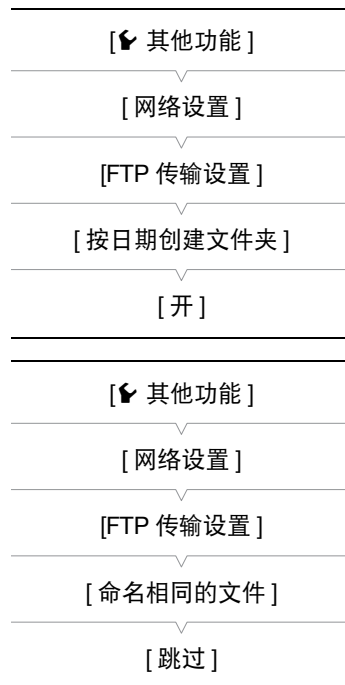 [ 其他功能 ]
[ 网络设置 ]
[FTP 传输设置 ]
[ 按日期创建文件夹 ]
[ 开 ]
[ 其他功能 ]
[ 网络设置 ]
[FTP 传输设置 ]
[ 命名相同的文件 ]
[ 跳过 ]